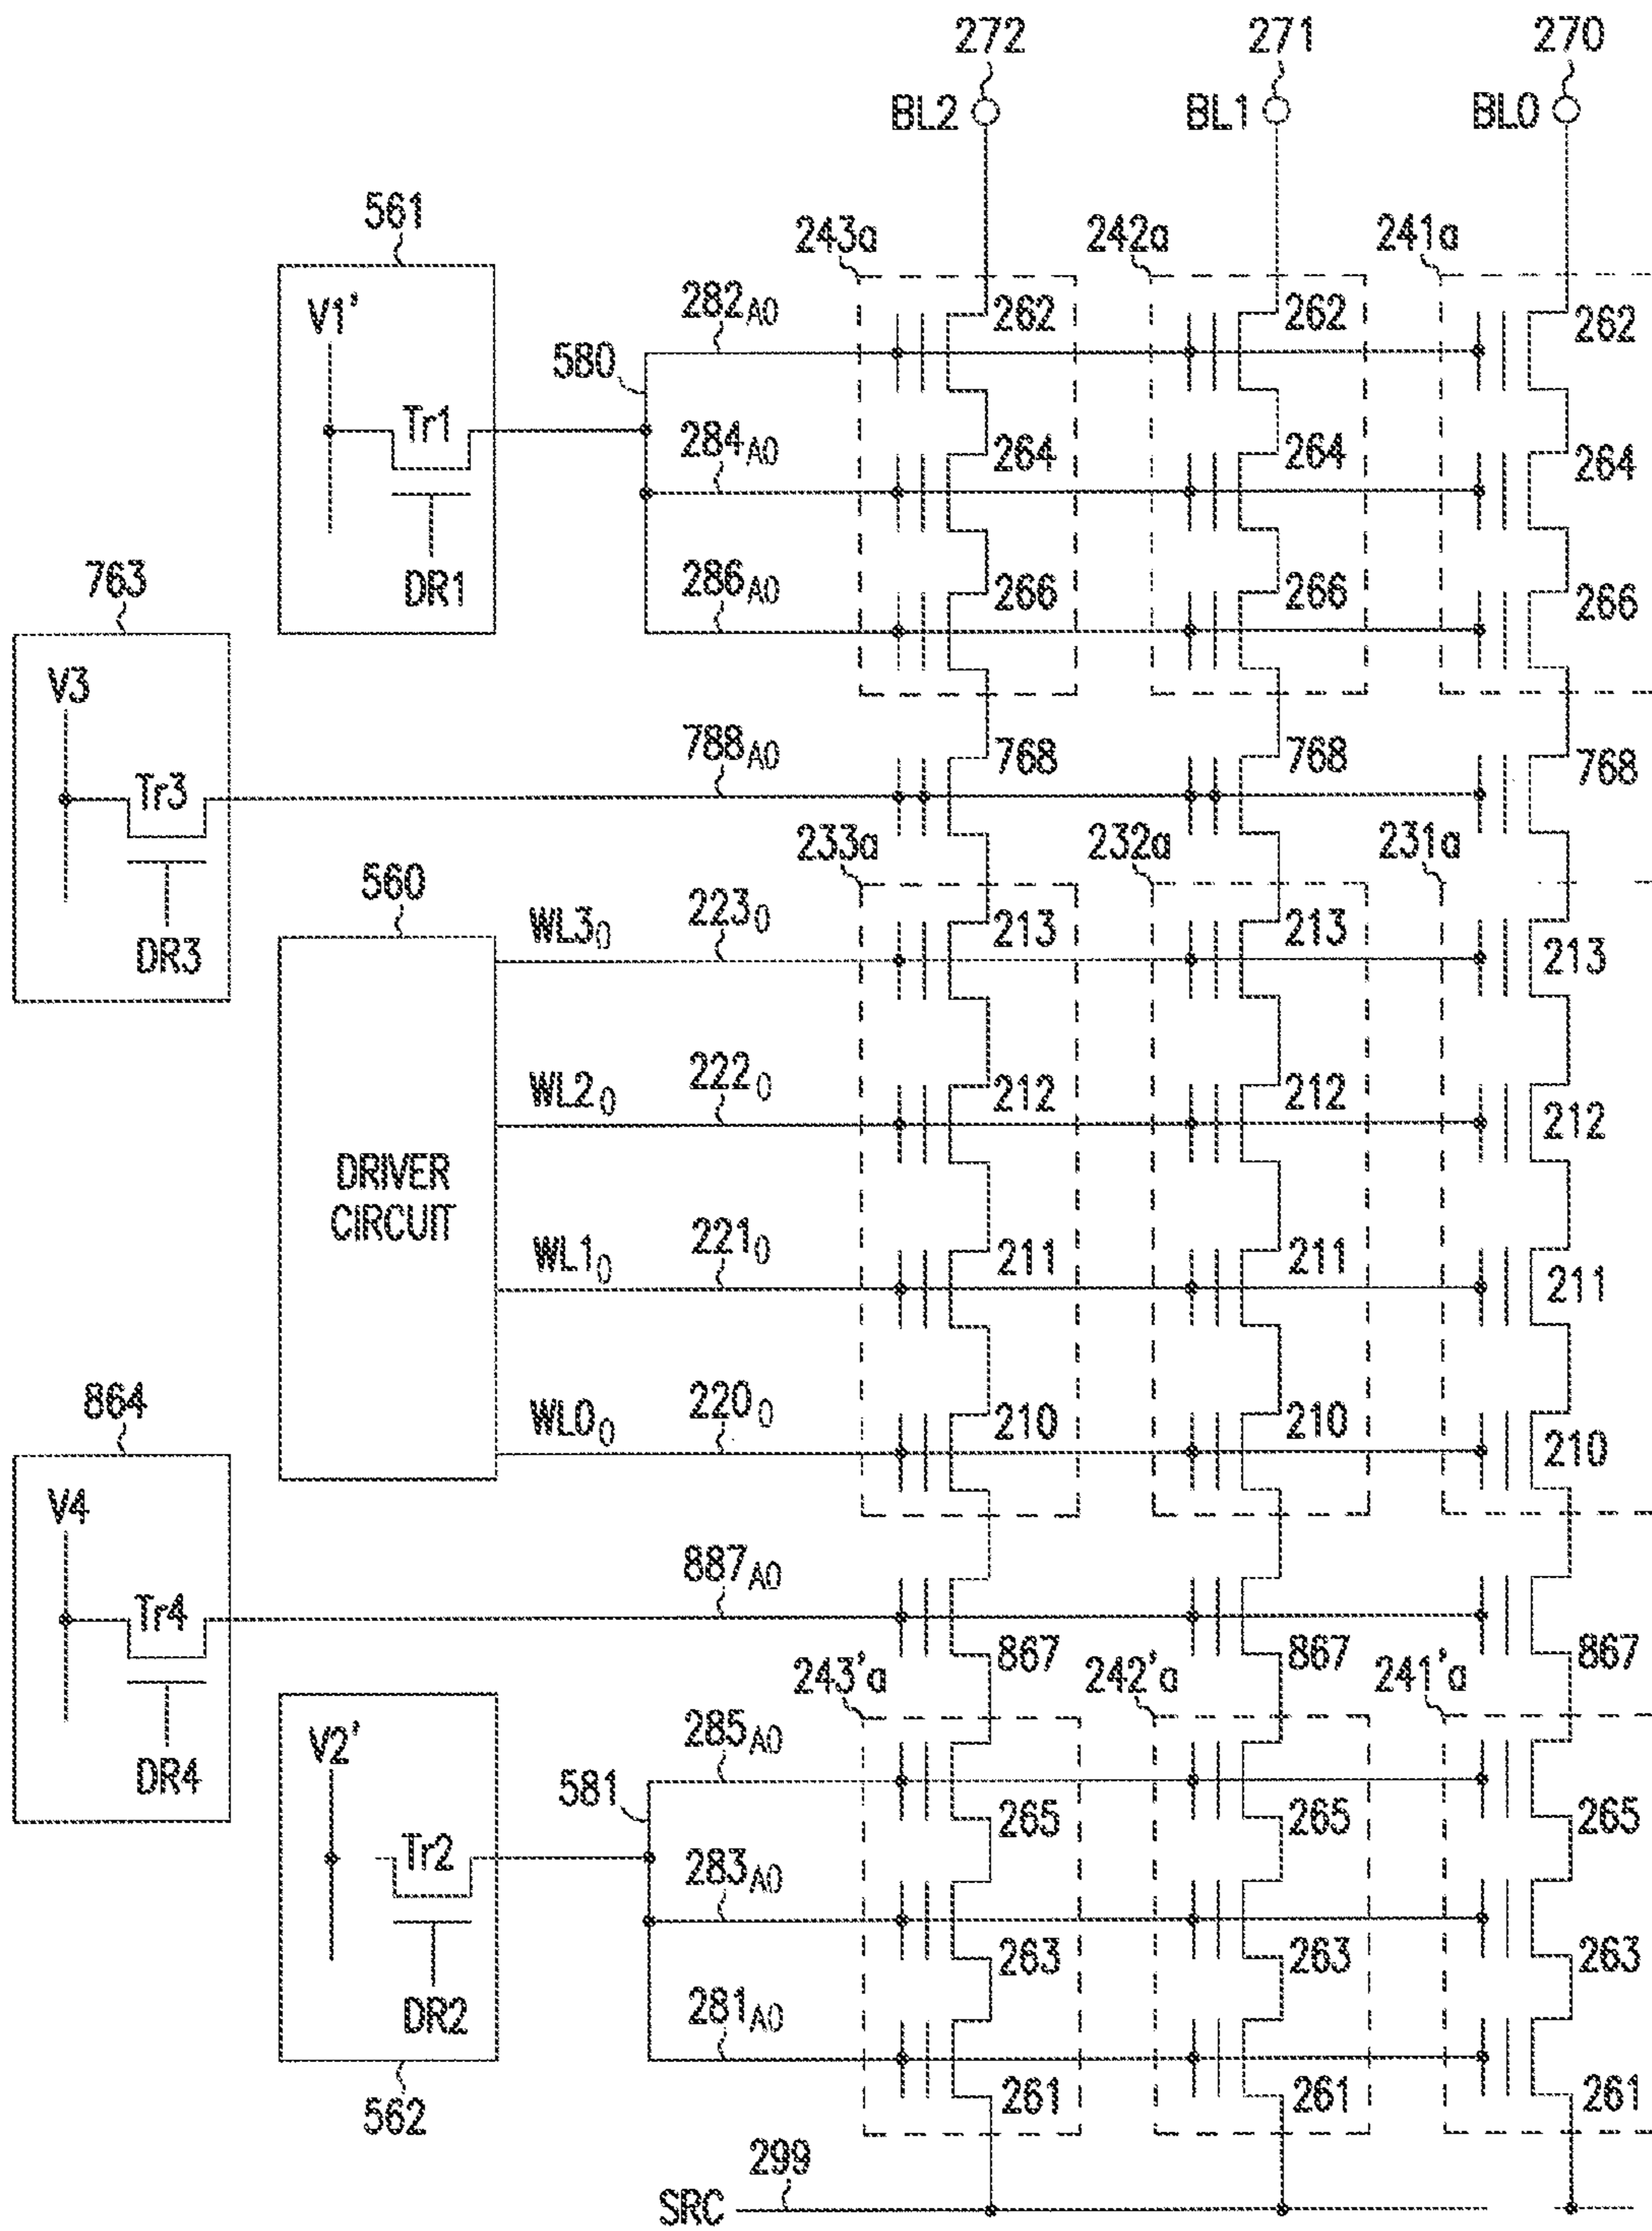 272 271 270
BL2 BL1 BL0
561
243a 242a 241a
V1'
282A0 262 262 262
580
Tr1
284A0 264 264 264
DR1
286A0 266 266 266
763
V3
788A0 768 768 768
Tr3
233a 232a 231a
560
WL3₀ 223₀ 213 213 213
DR3
WL2₀ 222₀ 212 212 212
DRIVER
CIRCUIT
WL1₀ 221₀ 211 211 211
864
WL0₀ 220₀ 210 210 210
V4
887A0
Tr4
867 867 867
243'a 242'a 241'a
V2'
285A0
DR4
581
265 265 265
Tr2
283A0
263 263 263
DR2
281A0
261 261 261
562
299
SRC